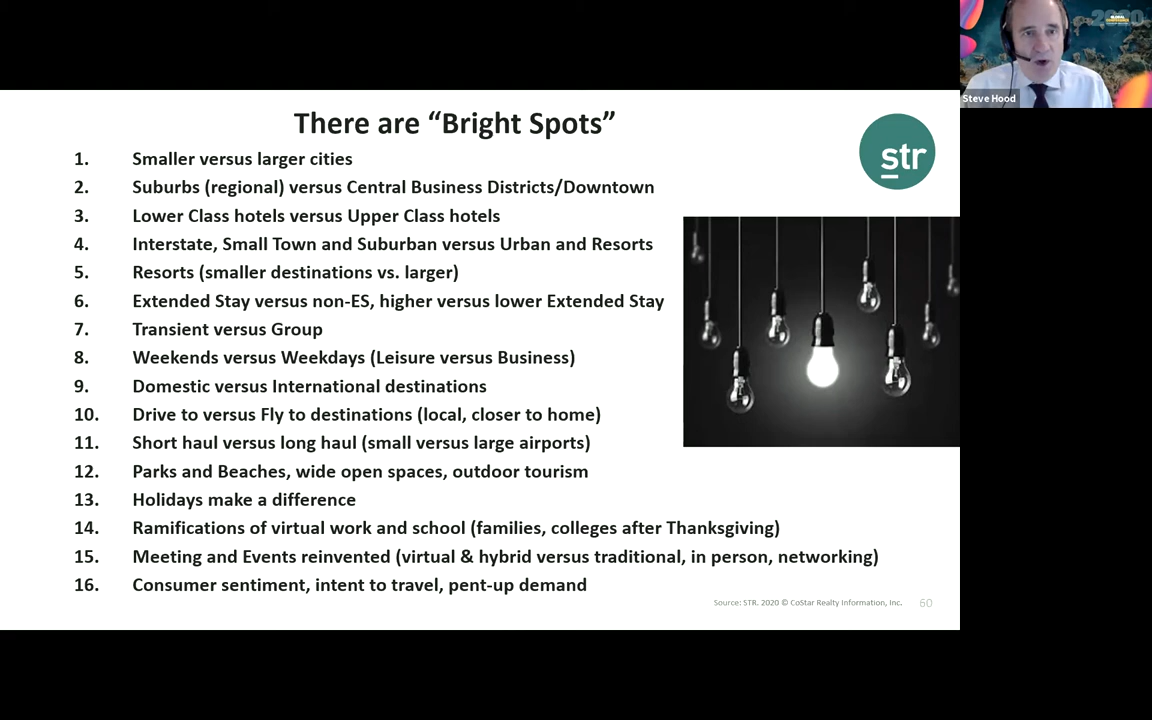 There are “Bright Spots”
str
1. Smaller versus larger cities
2. Suburbs (regional) versus Central Business Districts/Downtown
3. Lower Class hotels versus Upper Class hotels
4. Interstate, Small Town and Suburban versus Urban and Resorts
5. Resorts (smaller destinations vs. larger)
6. Extended Stay versus non-ES, higher versus lower Extended Stay
7. Transient versus Group
8. Weekends versus Weekdays (Leisure versus Business)
9. Domestic versus International destinations
10. Drive to versus Fly to destinations (local, closer to home)
11. Short haul versus long haul (small versus large airports)
12. Parks and Beaches, wide open spaces, outdoor tourism
13. Holidays make a difference
14. Ramifications of virtual work and school (families, colleges after Thanksgiving)
15. Meeting and Events reinvented (virtual & hybrid versus traditional, in person, networking)
16. Consumer sentiment, intent to travel, pent-up demand
Source: STR. 2020 © CoStar Realty Information, Inc.
60
2020
Steve Hood